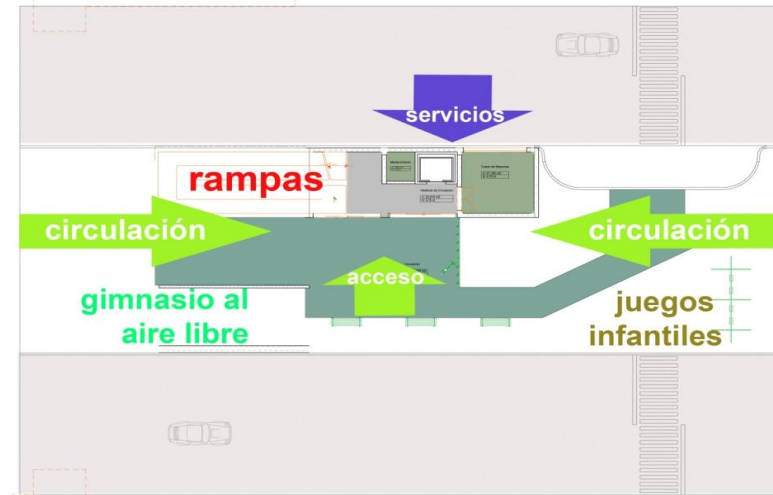 servicios
rampas
circulación
circulación
acceso
gimnasio al
aire libre
juegos
infantiles